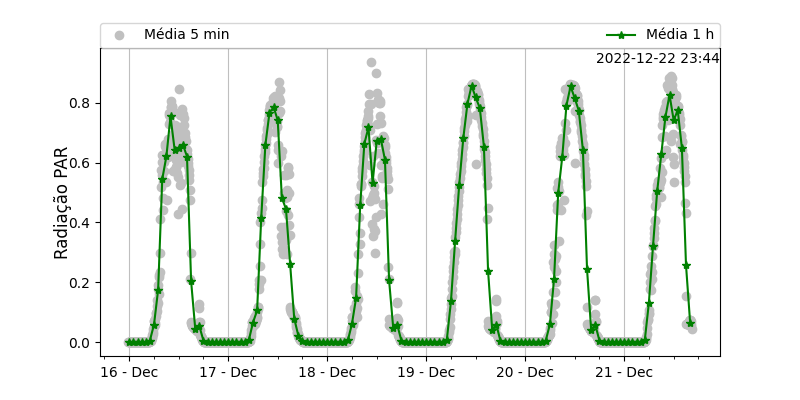 Média 5 min
Média 1 h
2022-12-22 23:44
Radiação PAR
0.8
0.6
0.4
0.2
0.0
16 - Dec
17 - Dec
18 - Dec
19 - Dec
20 - Dec
21 - Dec